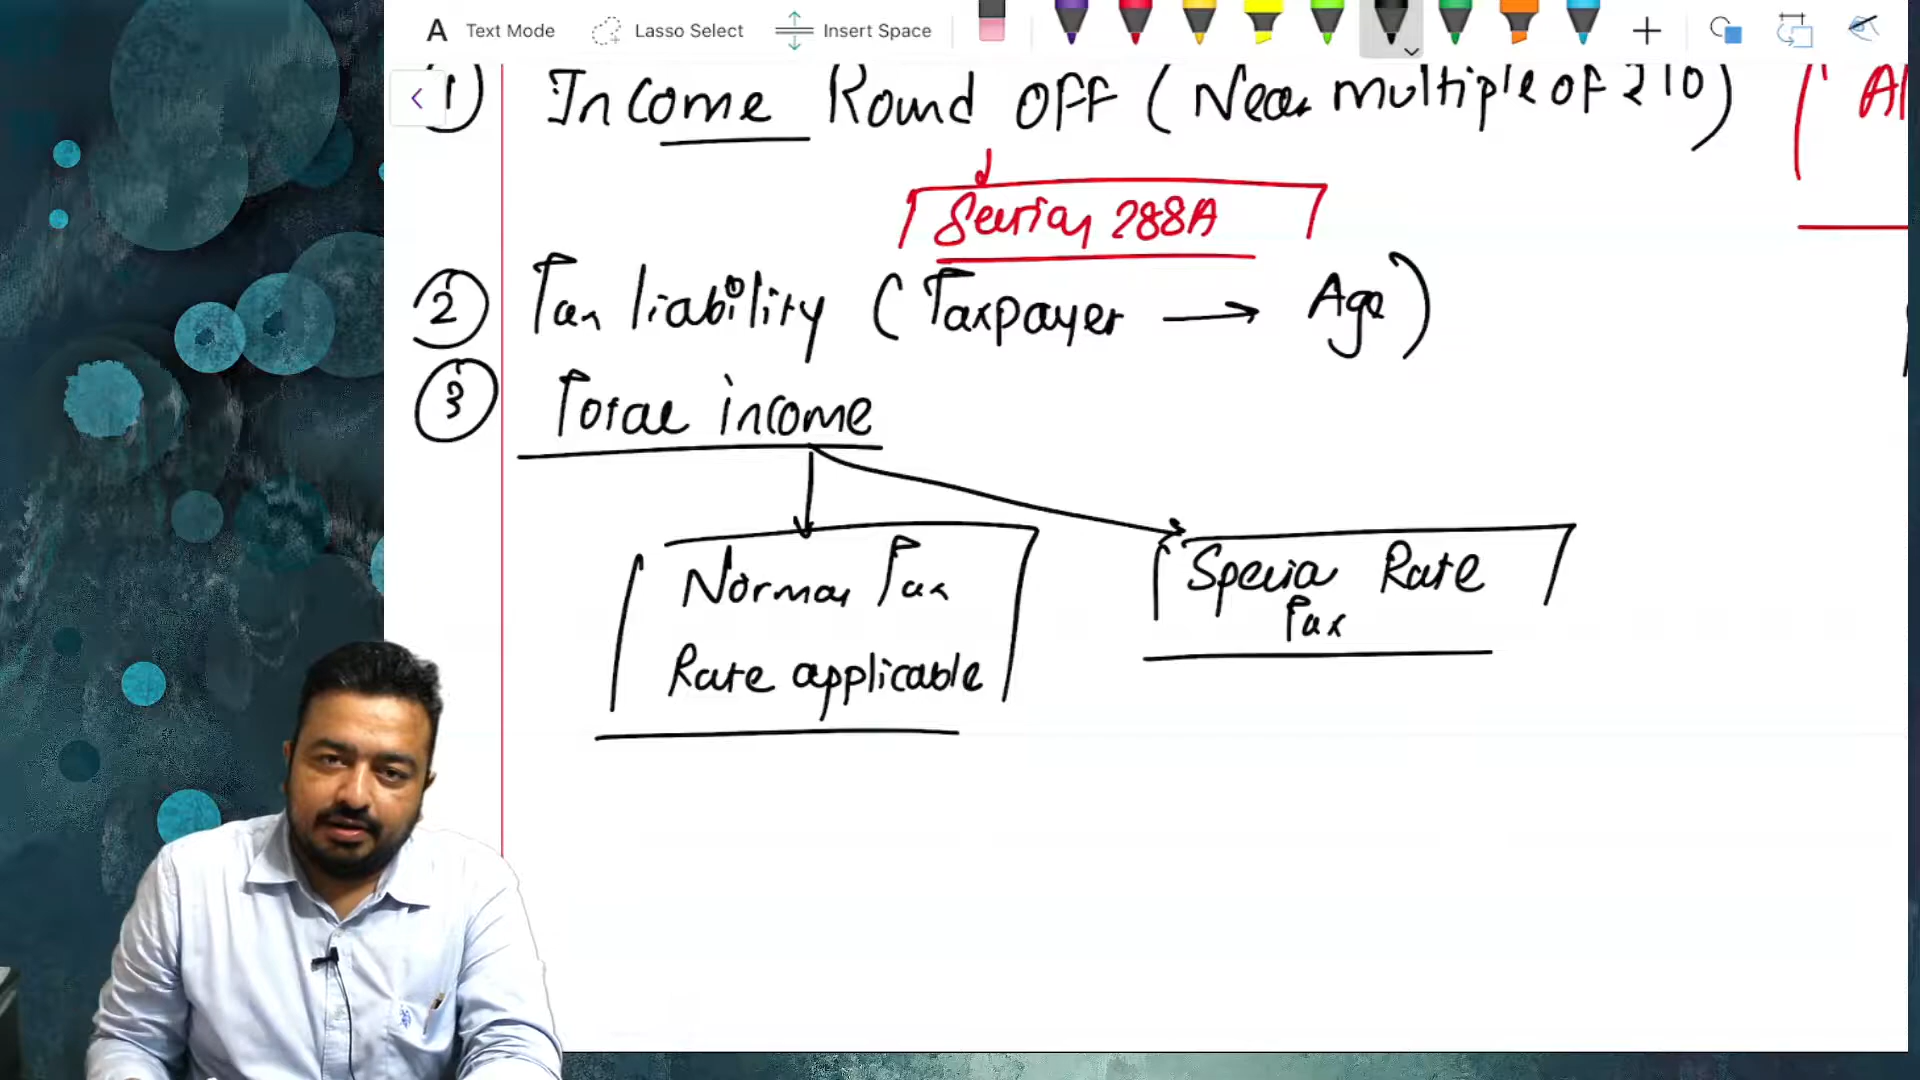 A Text Mode Lasso Select Insert Space
1) Income Round off (Near multiple of ₹10)
Section 288A
2 Tax liability (Taxpayer → Age)
3 Total income
Normal Tax
Rate applicable
Special Rate
Tax